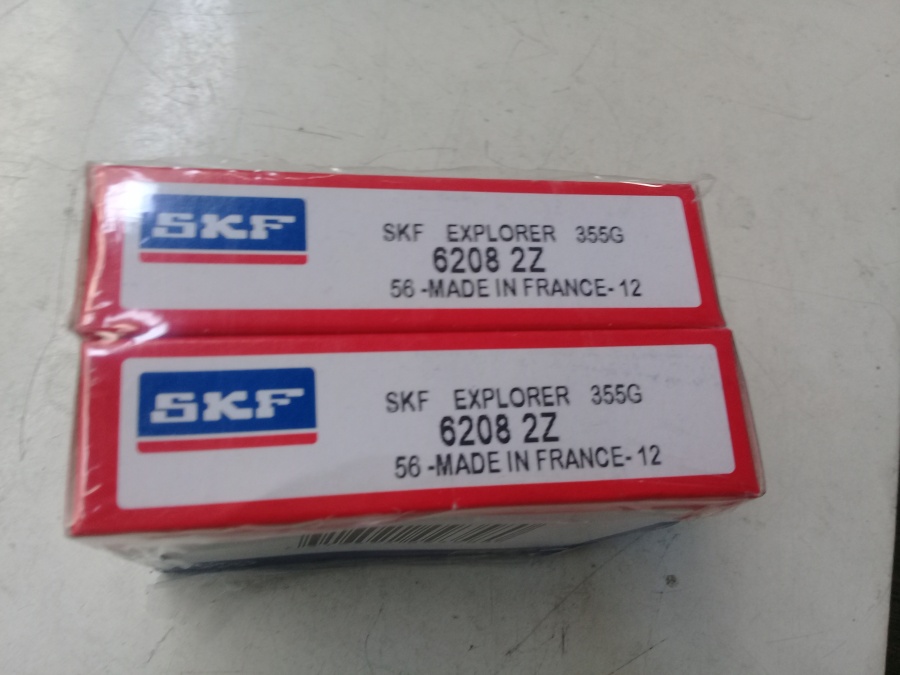 SKF
SKF EXPLORER 355G
6208 2Z
56 -MADE IN FRANCE- 12
SKF
SKF EXPLORER 355G
6208 2Z
56 -MADE IN FRANCE- 12